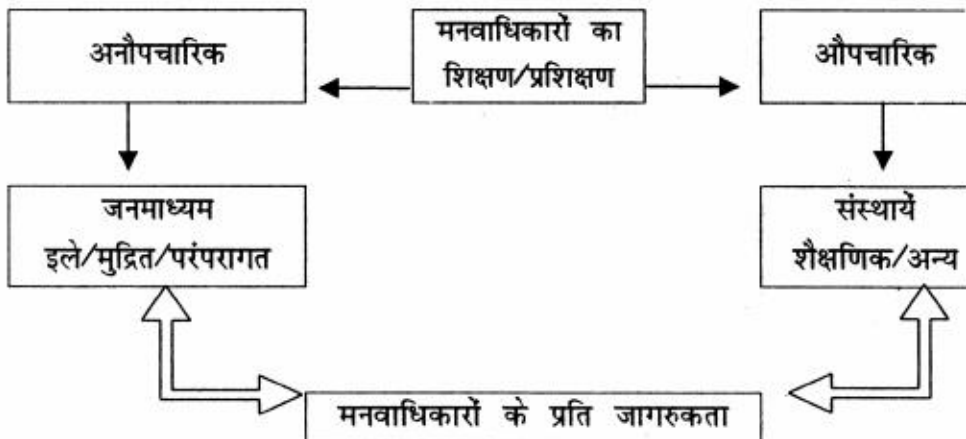 अनौपचारिक
मनवाधिकारों का
शिक्षण/प्रशिक्षण
औपचारिक
जनमाध्यम
इले/मुद्रित/परंपरागत
संस्थायें
शैक्षणिक/अन्य
मनवाधिकारों के प्रति जागरुकता